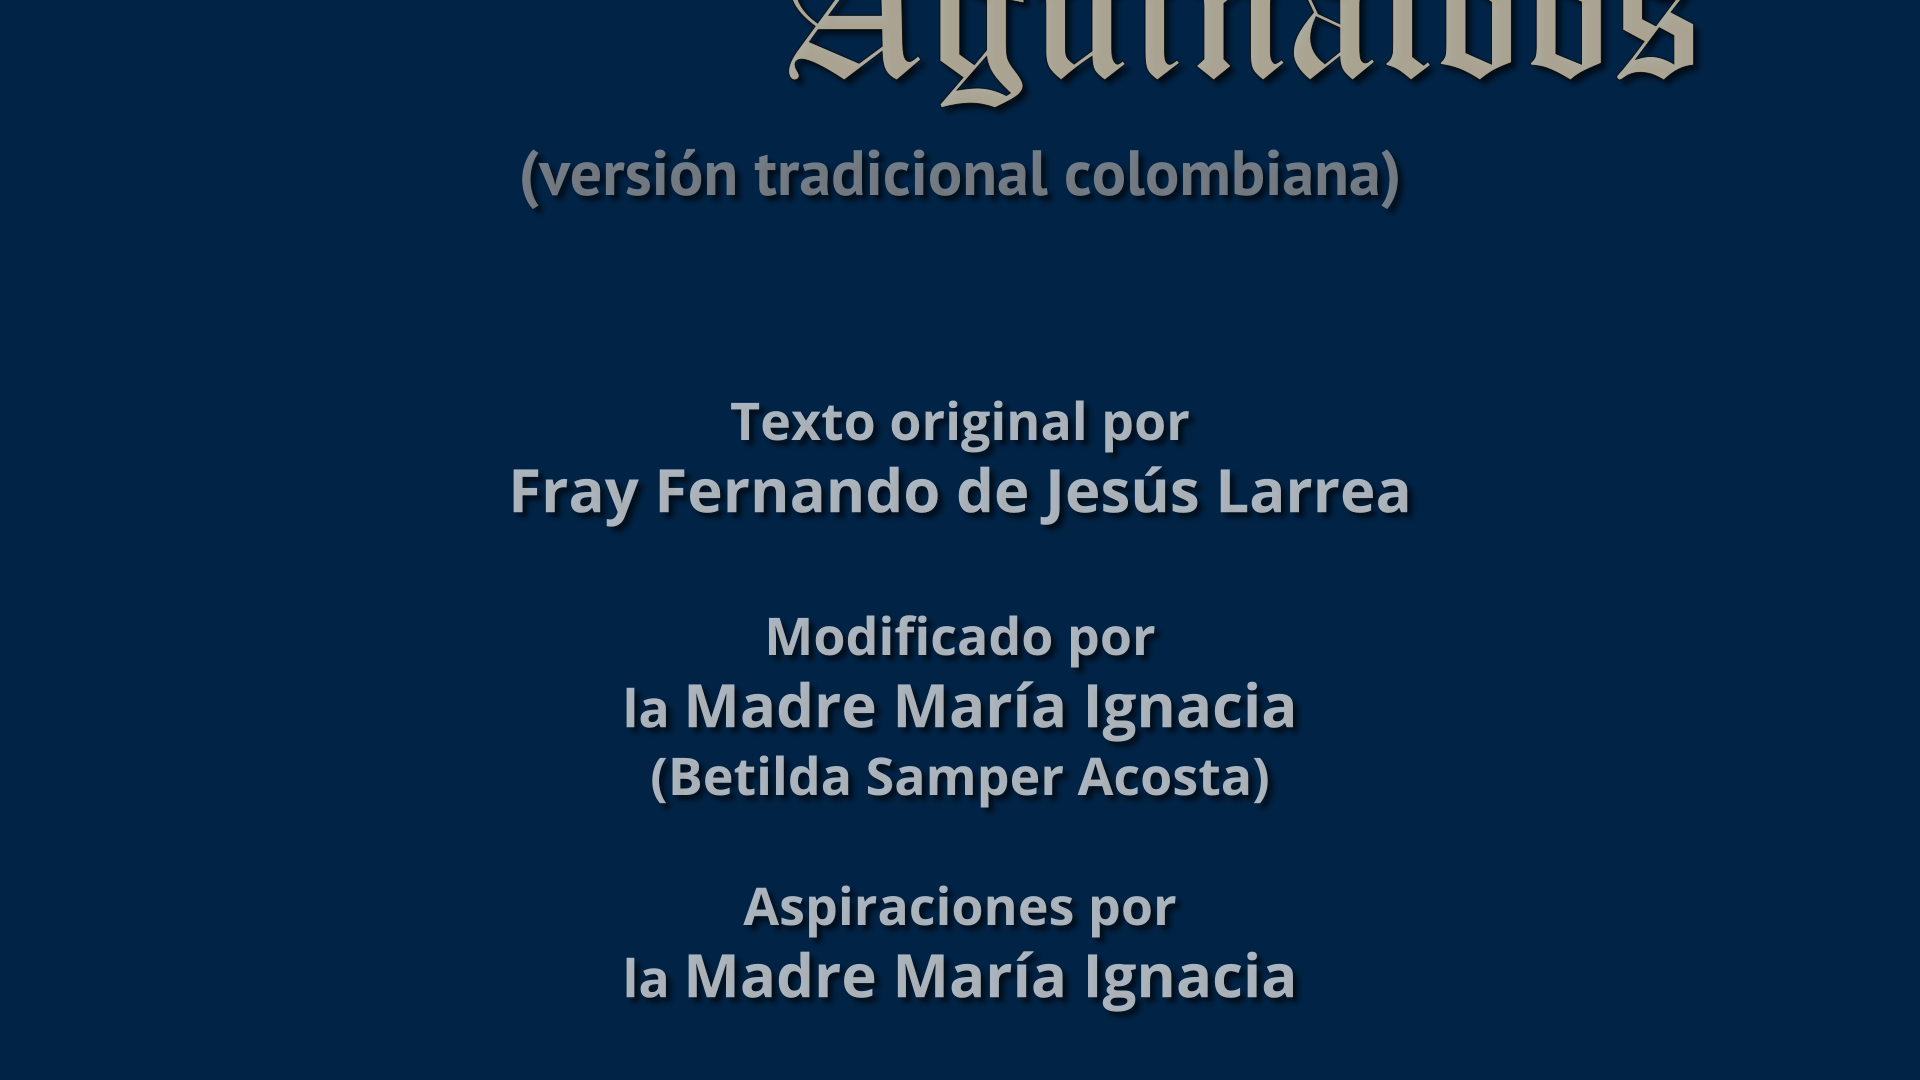 Aguinaldos
(versión tradicional colombiana)
Texto original por
Fray Fernando de Jesús Larrea
Modificado por
la Madre María Ignacia
(Betilda Samper Acosta)
Aspiraciones por
la Madre María Ignacia